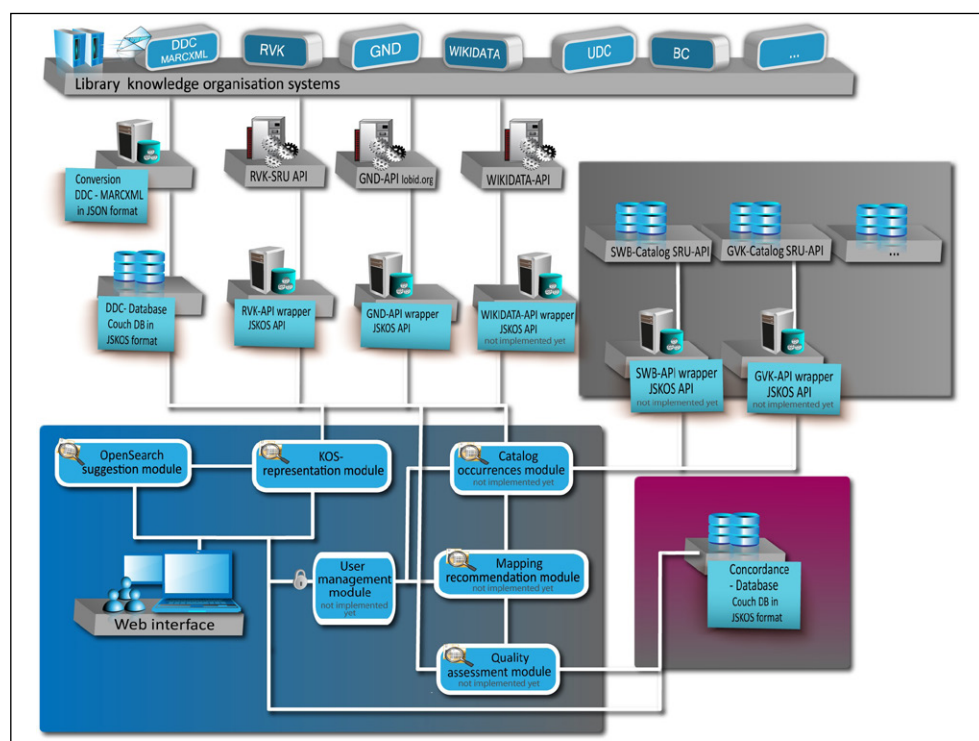 DDC
MARCXML
RVK
GND
WIKIDATA
UDC
BC
...
Library knowledge organisation systems
Conversion
DDC - MARCXML
in JSON format
RVK-SRU API
GND-API lobid.org
WIKIDATA-API
SWB-Catalog SRU-API
GVK-Catalog SRU-API
...
DDC- Database
Couch DB in
JSKOS format
RVK-API wrapper
JSKOS API
GND-API wrapper
JSKOS API
WIKIDATA-API wrapper
JSKOS API
not implemented yet
SWB-API wrapper
JSKOS API
not implemented yet
GVK-API wrapper
JSKOS API
not implemented yet
OpenSearch
suggestion module
KOS-
representation module
Catalog
occurrences module
not implemented yet
User
management
module
not implemented
yet
Mapping
recommendation module
not implemented yet
Quality
assessment module
not implemented yet
Web interface
Concordance
- Database
Couch DB in
JSKOS format